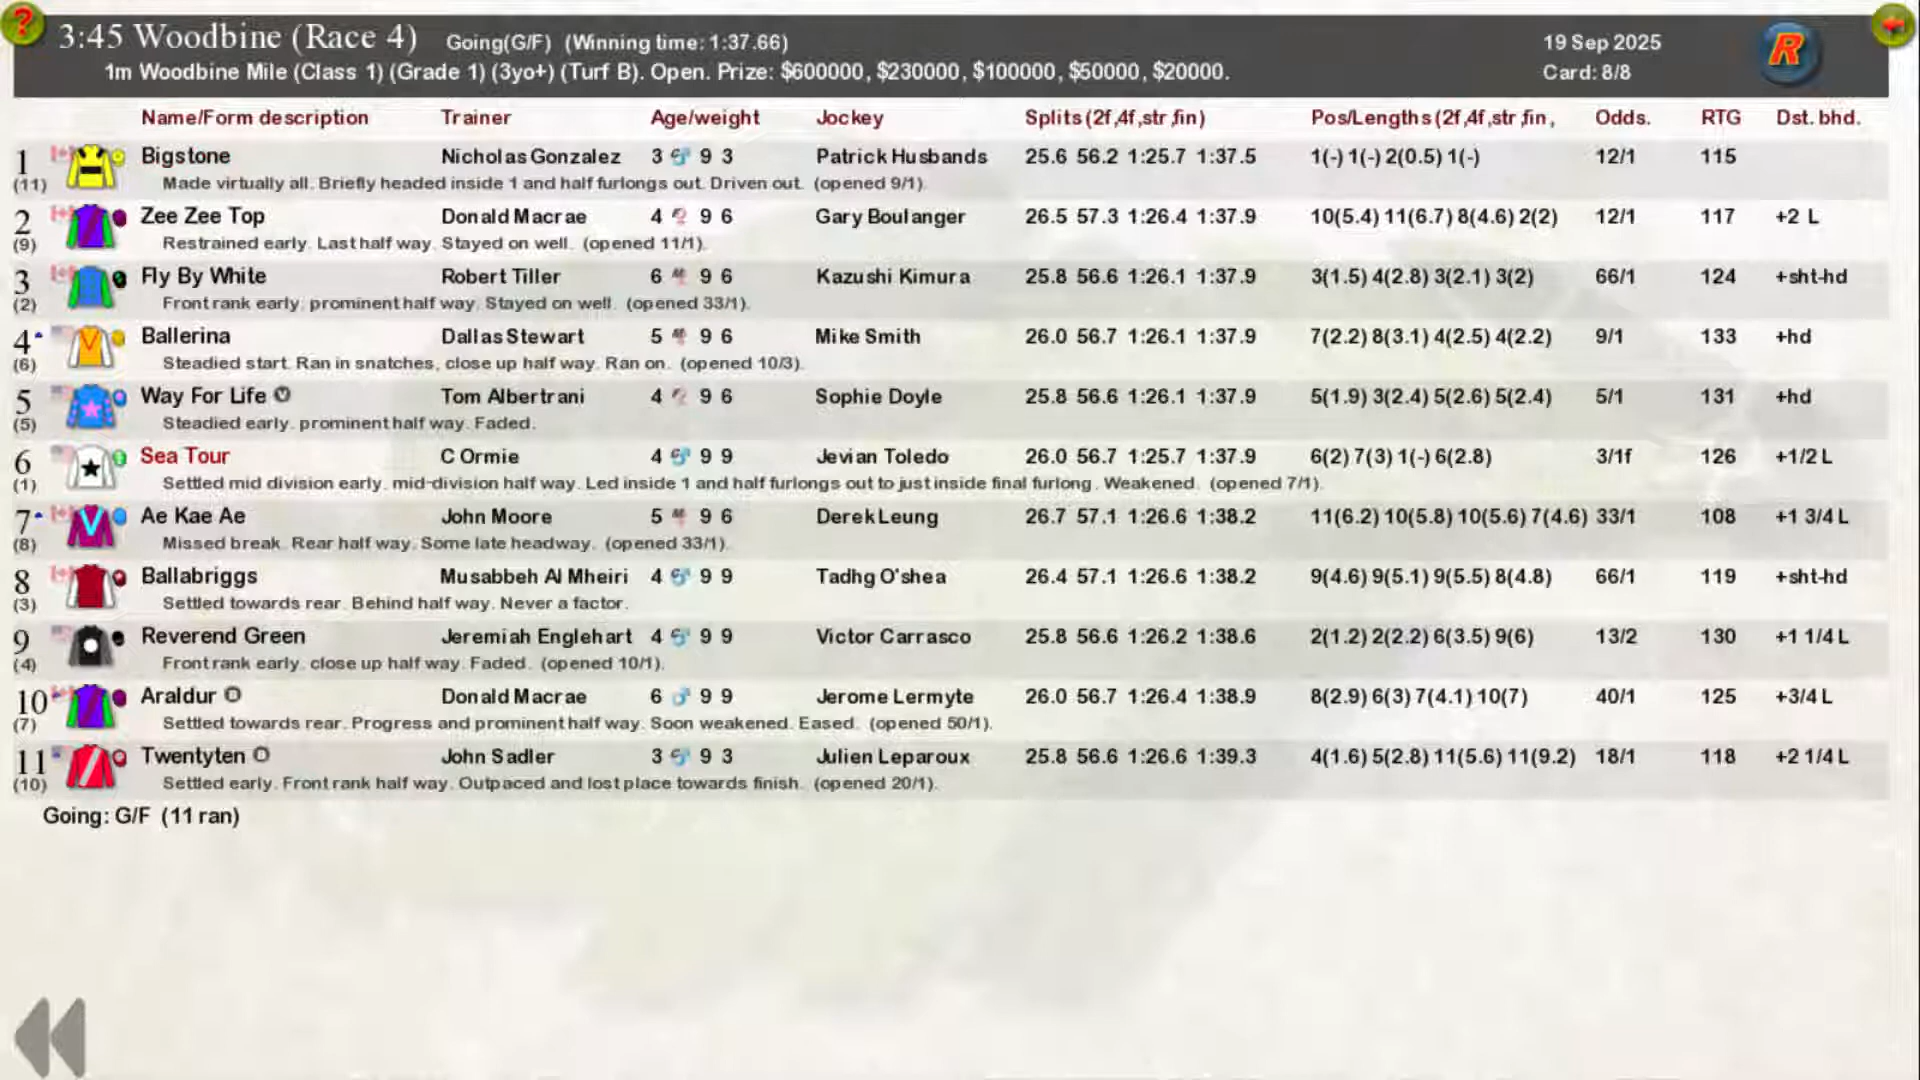 3:45 Woodbine (Race 4) Going(G/F) (Winning time: 1:37.66) 19 Sep 2025
1m Woodbine Mile (Class 1) (Grade 1) (3yo+) (Turf B). Open. Prize: $600000, $230000, $100000, $50000, $20000. Card: 8/8
R
?
Name/Form description Trainer Age/weight Jockey Splits (2f,4f,str,fin) Pos/Lengths (2f,4f,str,fin, Odds. RTG Dst. bhd.
1 Bigstone Nicholas Gonzalez 3 9 3 Patrick Husbands 25.6 56.2 1:25.7 1:37.5 1(-) 1(-) 2(0.5) 1(-) 12/1 115
(11) Made virtually all. Briefly headed inside 1 and half furlongs out. Driven out. (opened 9/1).
2 Zee Zee Top Donald Macrae 4 9 6 Gary Boulanger 26.5 57.3 1:26.4 1:37.9 10(5.4) 11(6.7) 8(4.6) 2(2) 12/1 117 +2 L
(9) Restrained early. Last half way. Stayed on well. (opened 11/1).
3 Fly By White Robert Tiller 6 9 6 Kazushi Kimura 25.8 56.6 1:26.1 1:37.9 3(1.5) 4(2.8) 3(2.1) 3(2) 66/1 124 +sht-hd
(2) Front rank early. prominent half way. Stayed on well. (opened 33/1).
4 Ballerina Dallas Stewart 5 9 6 Mike Smith 26.0 56.7 1:26.1 1:37.9 7(2.2) 8(3.1) 4(2.5) 4(2.2) 9/1 133 +hd
(6) Steadied start. Ran in snatches, close up half way. Ran on. (opened 10/3).
5 Way For Life V Tom Albertrani 4 9 6 Sophie Doyle 25.8 56.6 1:26.1 1:37.9 5(1.9) 3(2.4) 5(2.6) 5(2.4) 5/1 131 +hd
(5) Steadied early. prominent half way. Faded.
6 Sea Tour C Ormie 4 9 9 Jevian Toledo 26.0 56.7 1:25.7 1:37.9 6(2) 7(3) 1(-) 6(2.8) 3/1f 126 +1/2 L
(1) Settled mid division early. mid-division half way. Led inside 1 and half furlongs out to just inside final furlong. Weakened. (opened 7/1).
7 Ae Kae Ae John Moore 5 9 6 Derek Leung 26.7 57.1 1:26.6 1:38.2 11(6.2) 10(5.8) 10(5.6) 7(4.6) 33/1 108 +1 3/4 L
(8) Missed break. Rear half way. Some late headway. (opened 33/1).
8 Ballabriggs Musabbeh Al Mheiri 4 9 9 Tadhg O'shea 26.4 57.1 1:26.6 1:38.2 9(4.6) 9(5.1) 9(5.5) 8(4.8) 66/1 119 +sht-hd
(3) Settled towards rear. Behind half way. Never a factor.
9 Reverend Green Jeremiah Englehart 4 9 9 Victor Carrasco 25.8 56.6 1:26.2 1:38.6 2(1.2) 2(2.2) 6(3.5) 9(6) 13/2 130 +1 1/4 L
(4) Front rank early. close up half way. Faded. (opened 10/1).
10 Araldur Donald Macrae 6 9 9 Jerome Lermyte 26.0 56.7 1:26.4 1:38.9 8(2.9) 6(3) 7(4.1) 10(7) 40/1 125 +3/4 L
(7) Settled towards rear. Progress and prominent half way. Soon weakened. Eased. (opened 50/1).
11 Twentyten John Sadler 3 9 3 Julien Leparoux 25.8 56.6 1:26.6 1:39.3 4(1.6) 5(2.8) 11(5.6) 11(9.2) 18/1 118 +2 1/4 L
(10) Settled early. Front rank half way. Outpaced and lost place towards finish. (opened 20/1).
Going: G/F (11 ran)